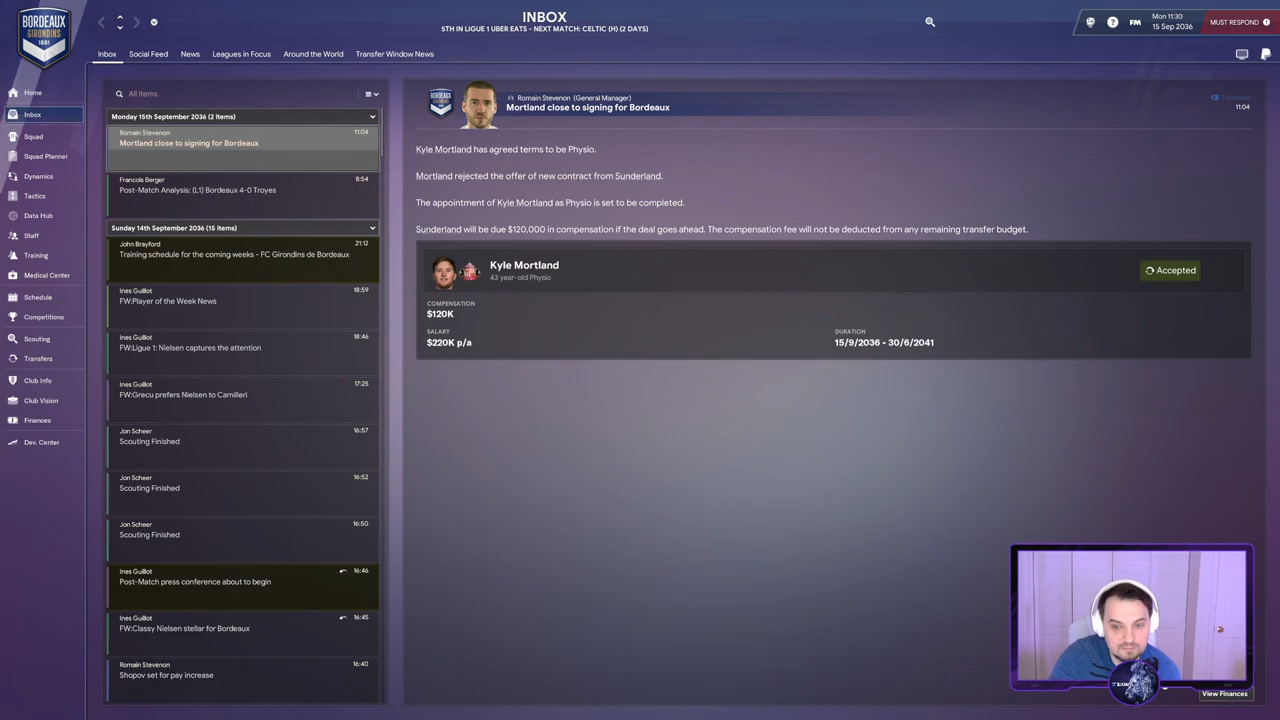 BORDEAUX
GIRONDINS
1881
INBOX
5TH IN LIGUE 1 UBER EATS - NEXT MATCH: CELTIC (H) (2 DAYS)
FM
Mon 11:30
15 Sep 2036
MUST RESPOND
Inbox
Social Feed
News
Leagues in Focus
Around the World
Transfer Window News
Home
Inbox
Squad
Squad Planner
Dynamics
Tactics
Data Hub
Staff
Training
Medical Center
Schedule
Competitions
Scouting
Transfers
Club Info
Club Vision
Finances
Dev. Center
All Items
Monday 15th September 2036 (2 items)
Romain Stevenon
11:04
Mortland close to signing for Bordeaux
Francois Berger
8:54
Post-Match Analysis: (L1) Bordeaux 4-0 Troyes
Sunday 14th September 2036 (15 items)
John Brayford
21:12
Training schedule for the coming weeks - FC Girondins de Bordeaux
Ines Guillot
18:59
FW:Player of the Week News
Ines Guillot
18:46
FW:Ligue 1: Nielsen captures the attention
Ines Guillot
17:25
FW:Grecu prefers Nielsen to Camilleri
Jon Scheer
16:57
Scouting Finished
Jon Scheer
16:52
Scouting Finished
Jon Scheer
16:50
Scouting Finished
Ines Guillot
16:46
Post-Match press conference about to begin
Ines Guillot
16:45
FW:Classy Nielsen stellar for Bordeaux
Romain Stevenon
16:40
Shopov set for pay increase
Romain Stevenon (General Manager)
Mortland close to signing for Bordeaux
Translate
11:04
Kyle Mortland has agreed terms to be Physio.
Mortland rejected the offer of new contract from Sunderland.
The appointment of Kyle Mortland as Physio is set to be completed.
Sunderland will be due $120,000 in compensation if the deal goes ahead. The compensation fee will not be deducted from any remaining transfer budget.
Kyle Mortland
43 year-old Physio
Accepted
COMPENSATION
$120K
SALARY
$220K p/a
DURATION
15/9/2036 - 30/6/2041
View Finances